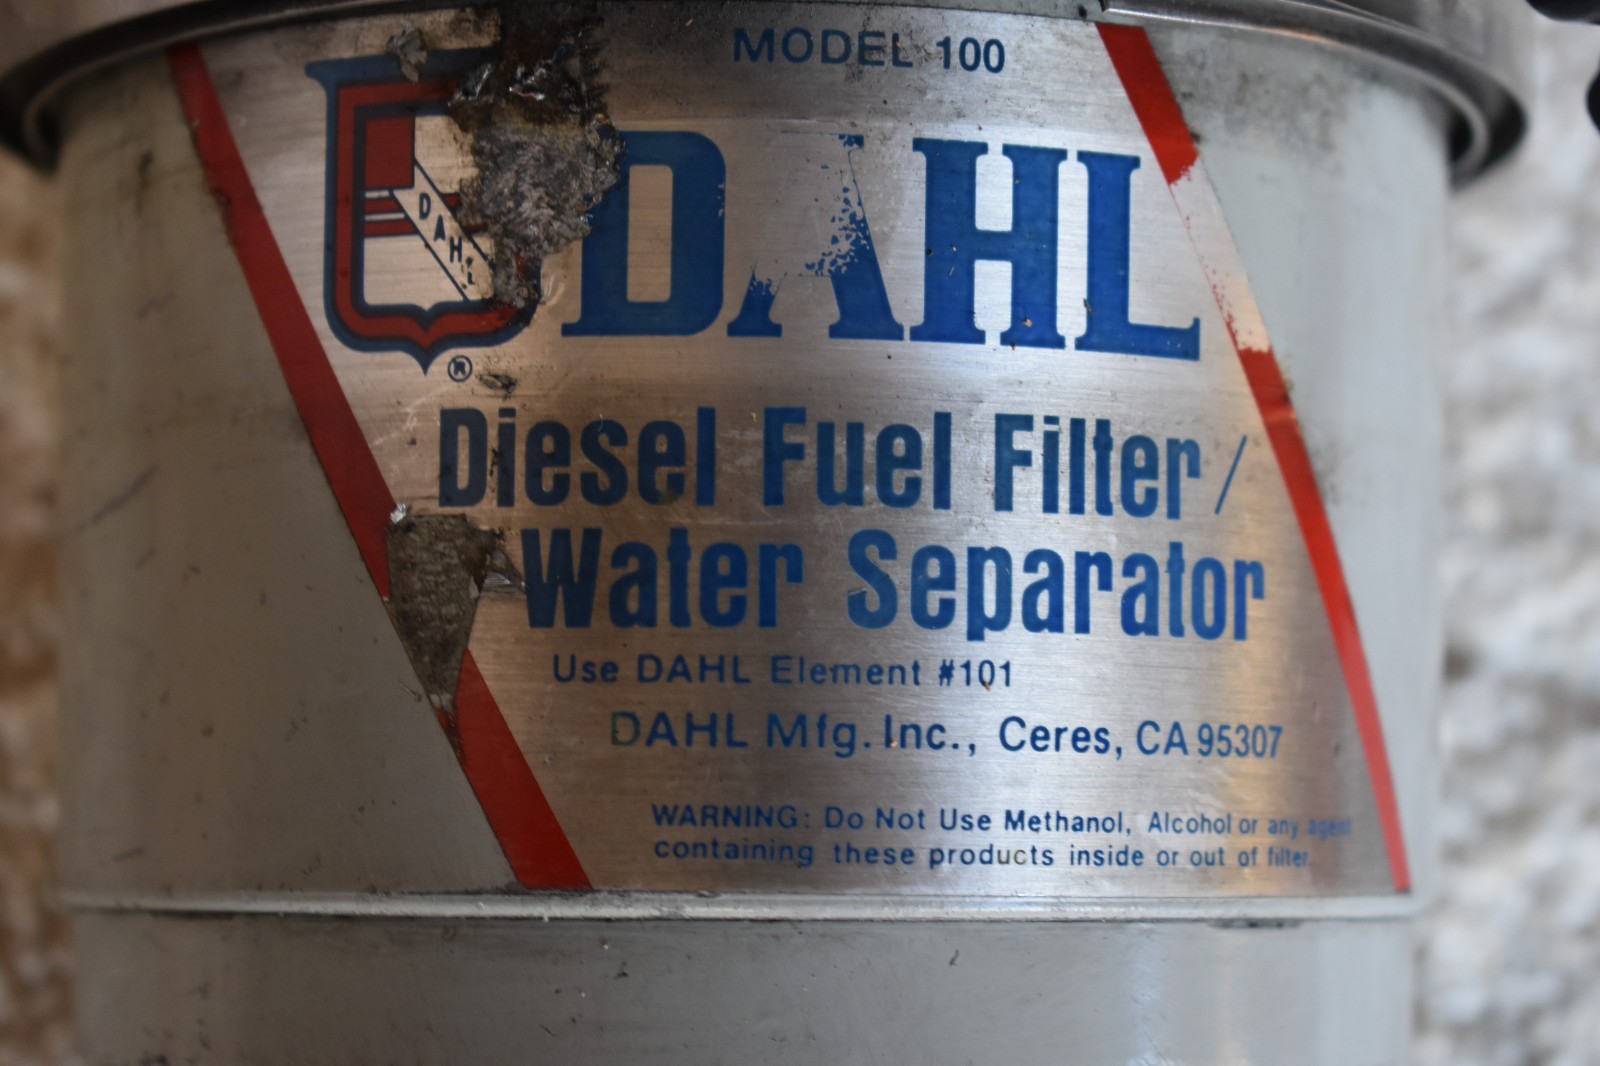 MODEL 100
DAHL
DAHL
®
Diesel Fuel Filter/
Water Separator
Use DAHL Element #101
DAHL Mfg. Inc., Ceres, CA 95307
WARNING: Do Not Use Methanol, Alcohol or any agent
containing these products inside or out of filter.